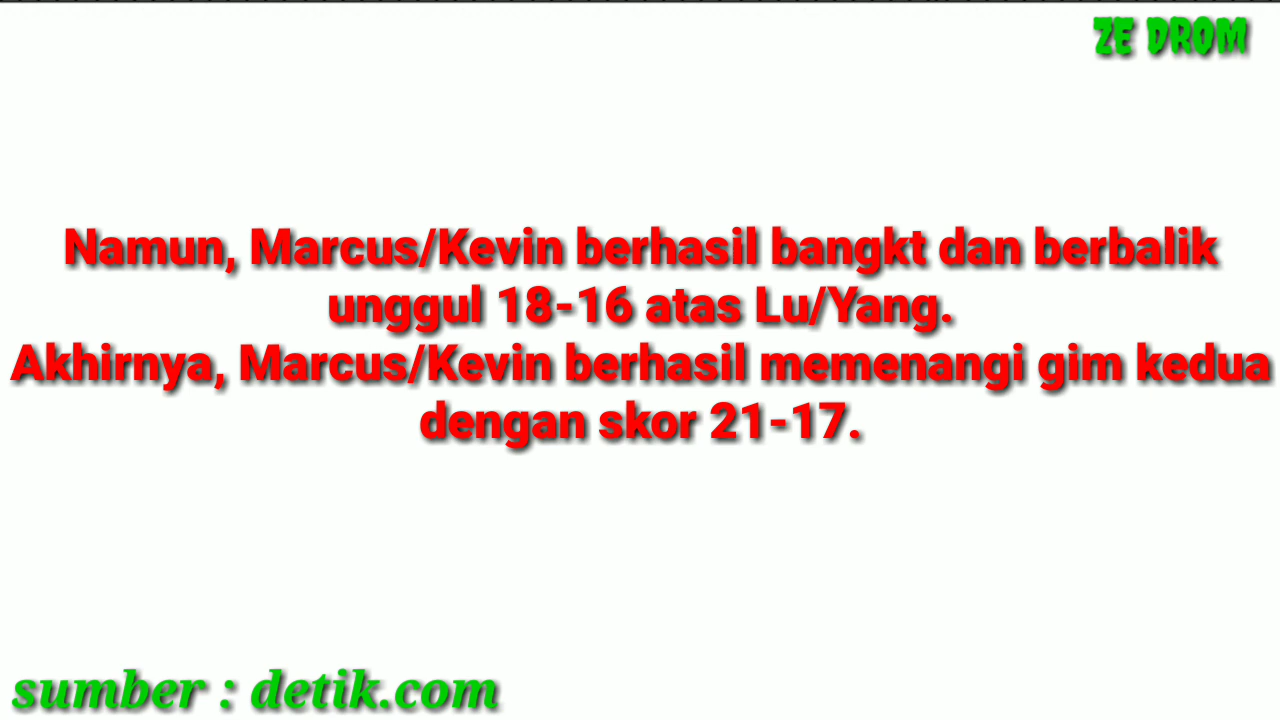 ZE DROM
Namun, Marcus/Kevin berhasil bangkt dan berbalik
unggul 18-16 atas Lu/Yang.
Akhirnya, Marcus/Kevin berhasil memenangi gim kedua
dengan skor 21-17.
sumber : detik.com